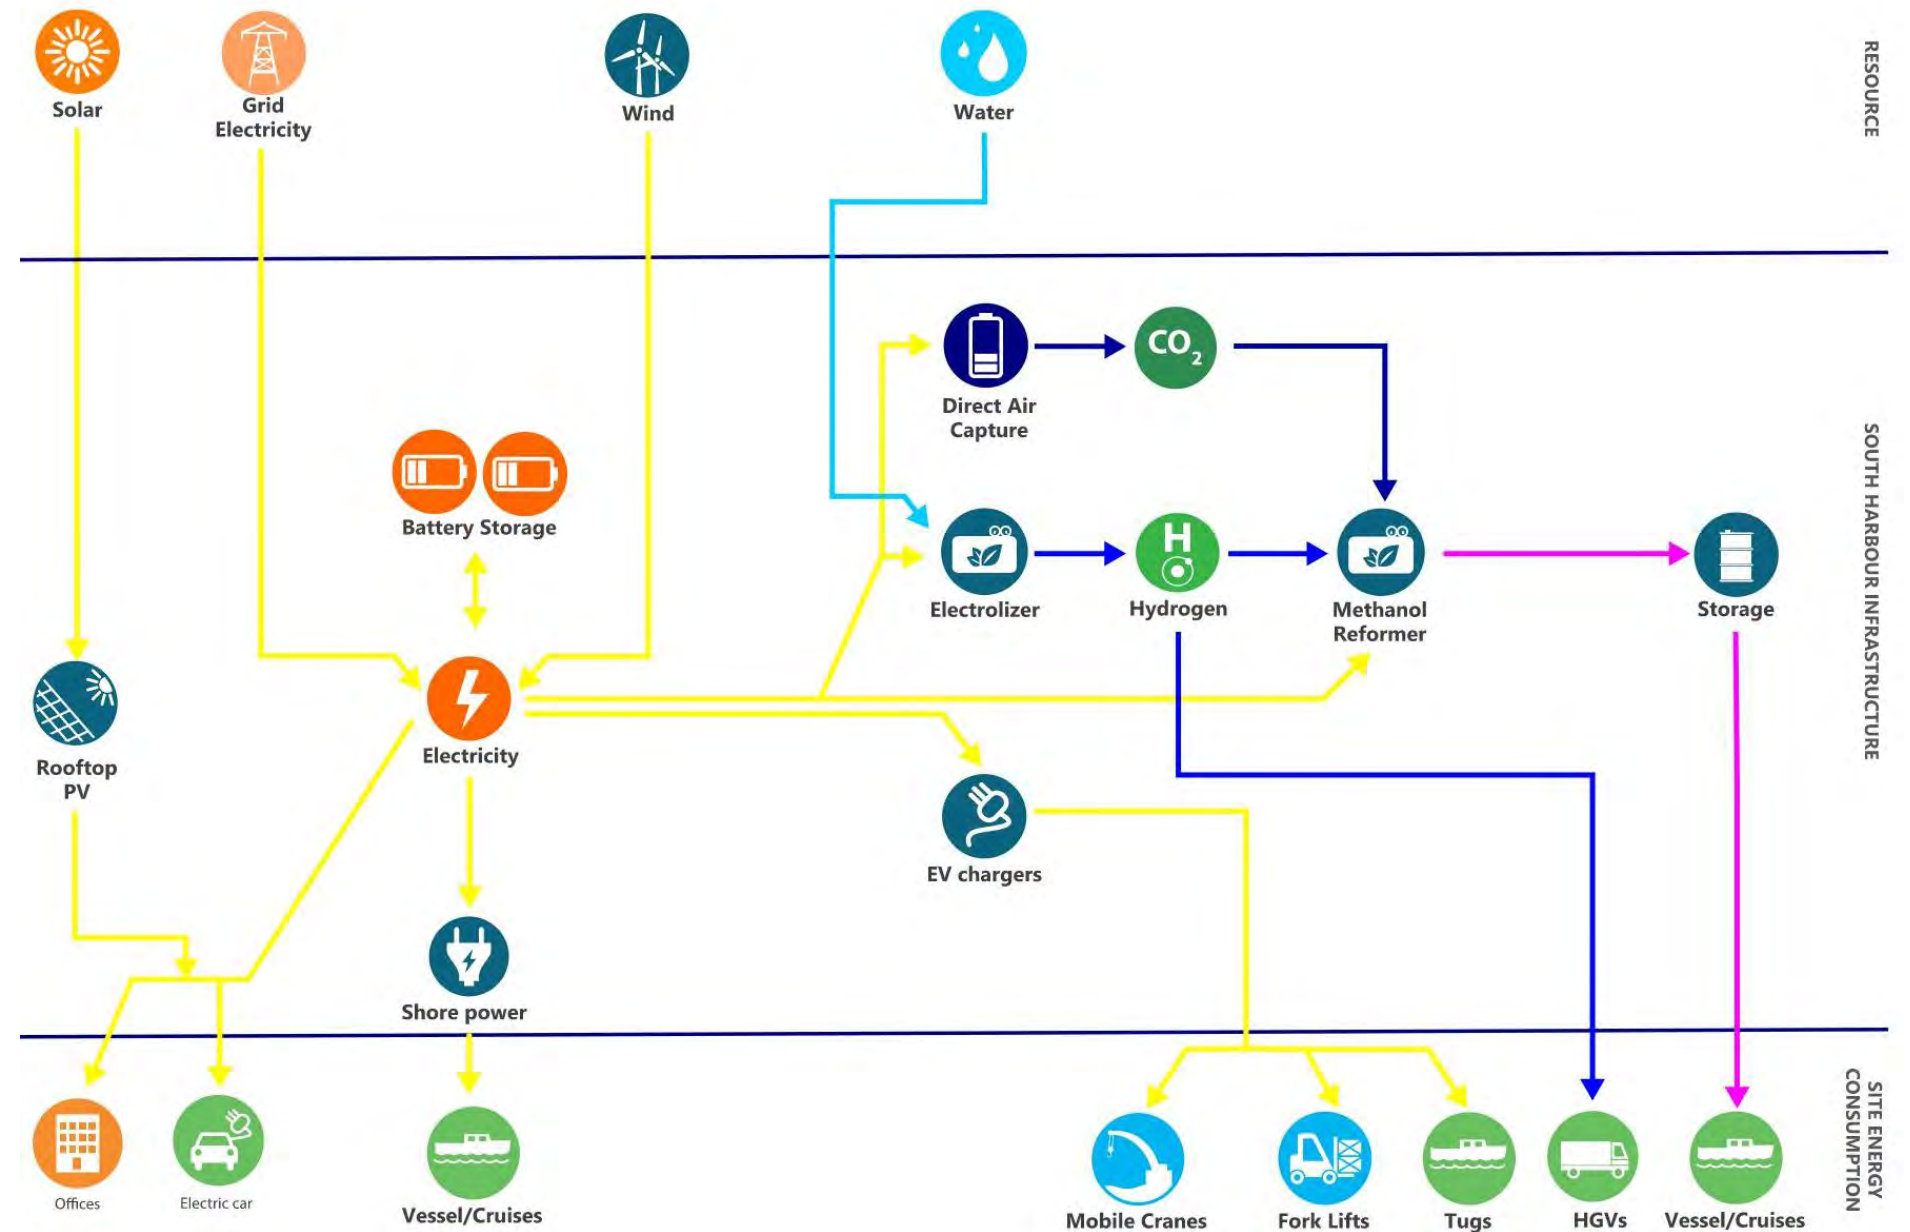 Solar
Grid
Electricity
Wind
Water
RESOURCE
CO2
Direct Air
Capture
Battery Storage
Electrolizer
H
Hydrogen
Methanol
Reformer
Storage
SOUTH HARBOUR INFRASTRUCTURE
Rooftop
PV
Electricity
EV chargers
Shore power
SITE ENERGY
CONSUMPTION
Offices
Electric car
Vessel/Cruises
Mobile Cranes
Fork Lifts
Tugs
HGVs
Vessel/Cruises